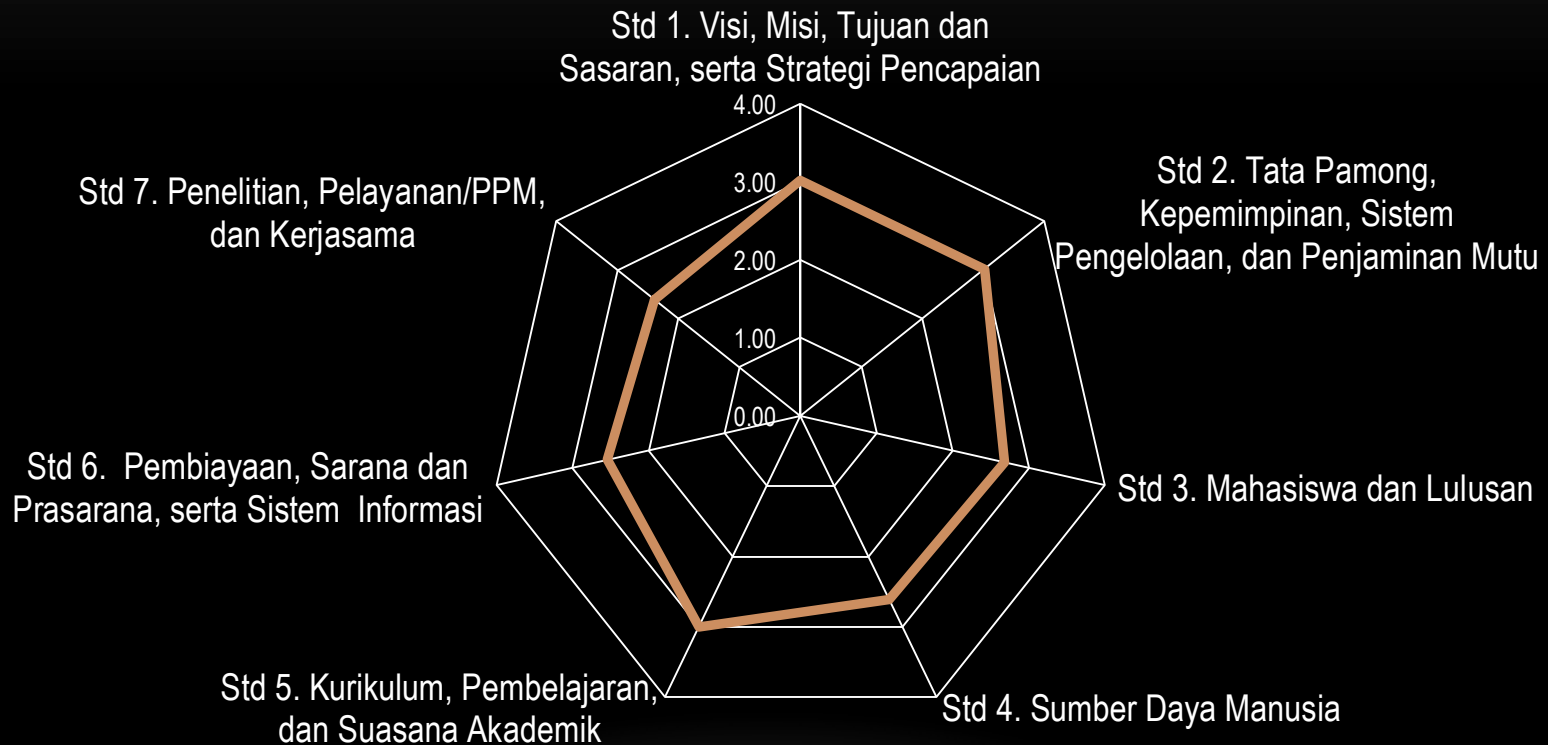 Std 1. Visi, Misi, Tujuan dan
Sasaran, serta Strategi Pencapaian
4.00
3.00
2.00
1.00
0.00
Std 2. Tata Pamong,
Kepemimpinan, Sistem
Pengelolaan, dan Penjaminan Mutu
Std 3. Mahasiswa dan Lulusan
Std 4. Sumber Daya Manusia
Std 5. Kurikulum, Pembelajaran,
dan Suasana Akademik
Std 6.  Pembiayaan, Sarana dan
Prasarana, serta Sistem  Informasi
Std 7. Penelitian, Pelayanan/PPM,
dan Kerjasama